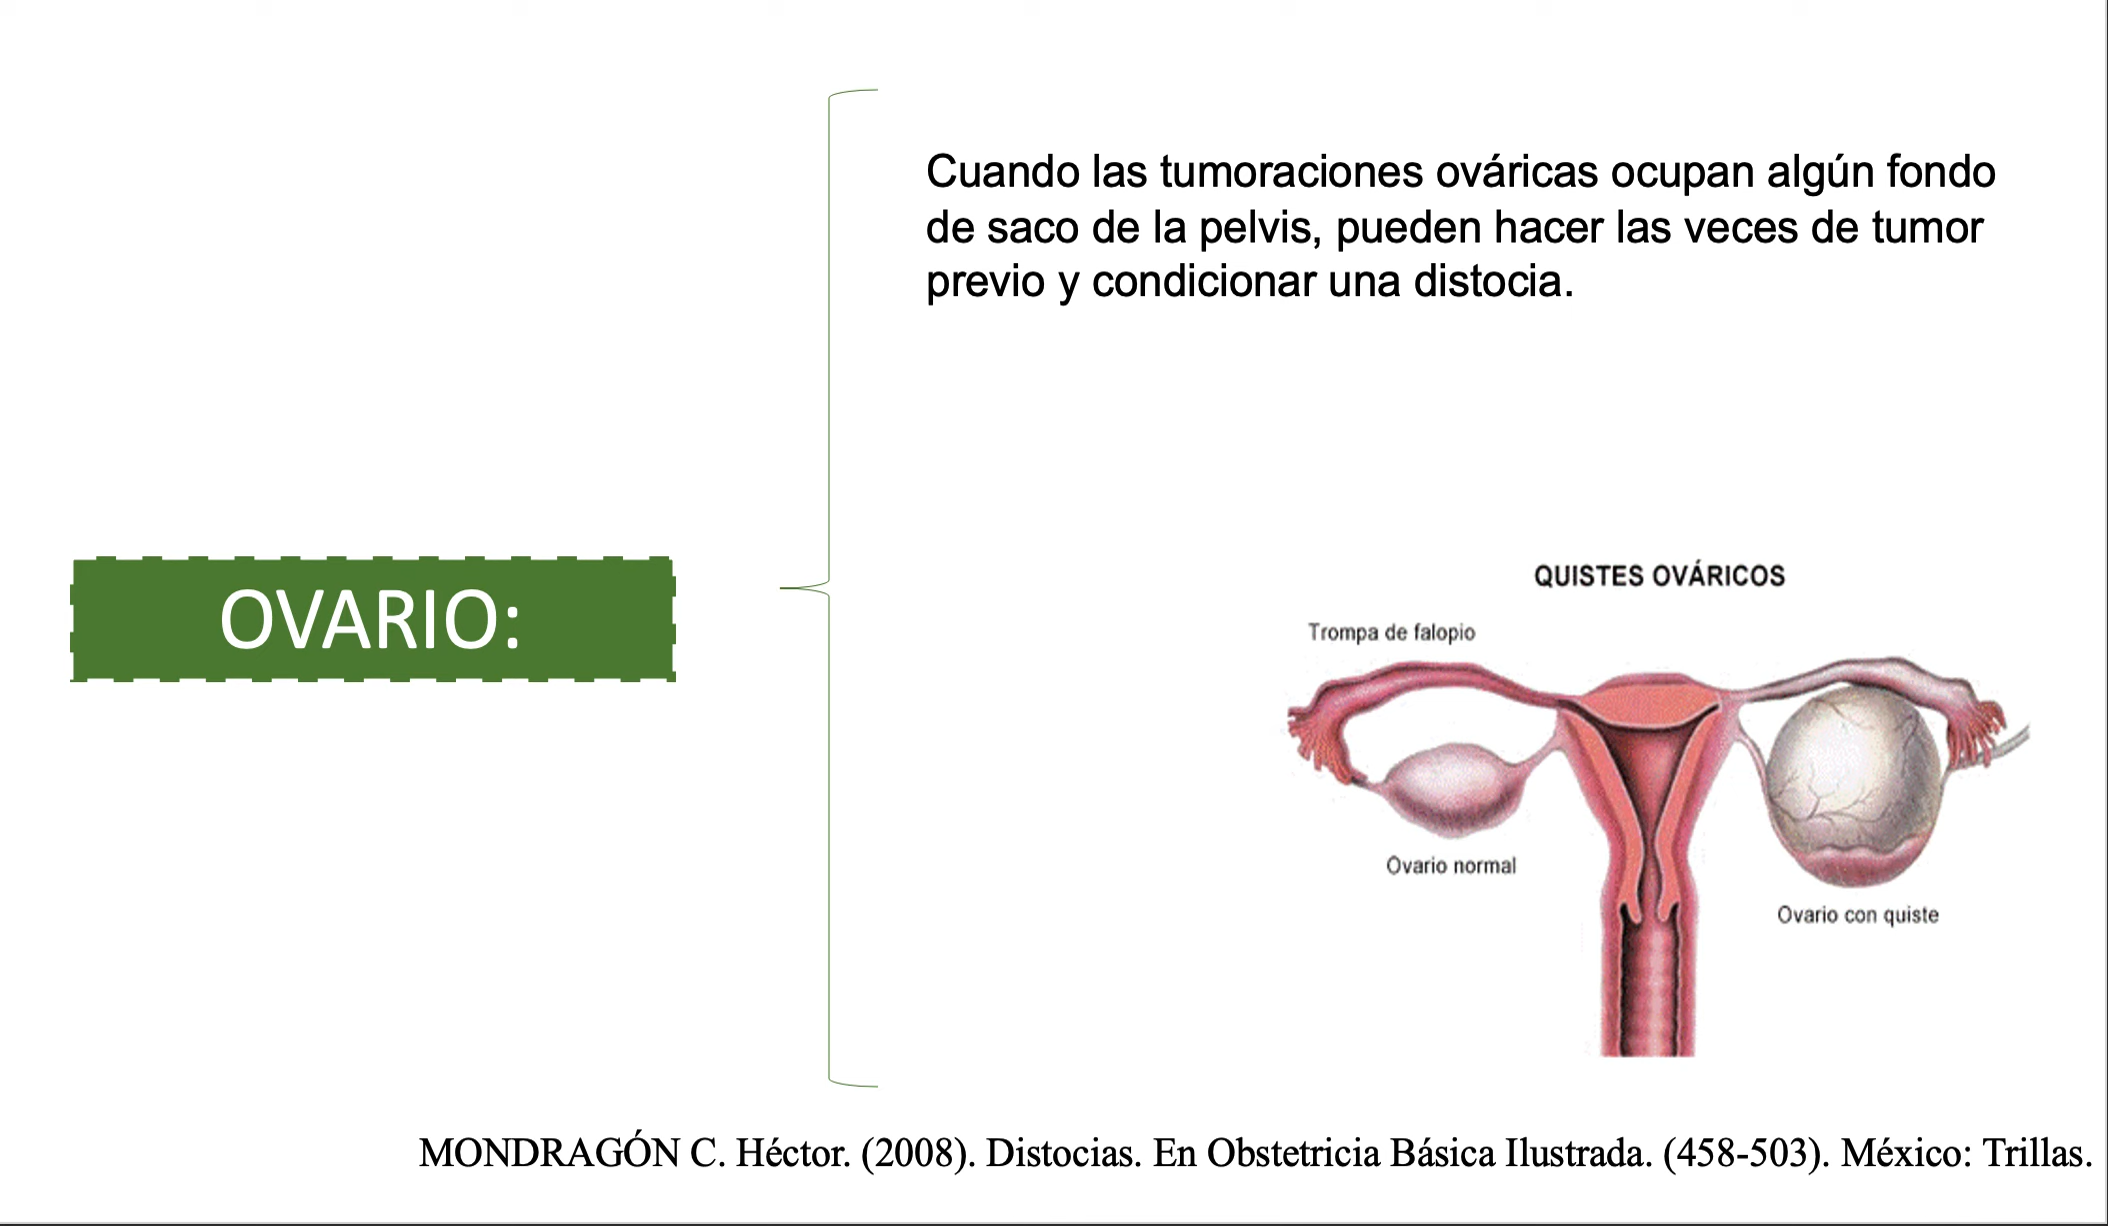 Cuando las tumoraciones ováricas ocupan algún fondo
de saco de la pelvis, pueden hacer las veces de tumor
previo y condicionar una distocia.
OVARIO:
QUISTES OVÁRICOS
Trompa de falopio
Ovario normal
Ovario con quiste
MONDRAGÓN C. Héctor. (2008). Distocias. En Obstetricia Básica Ilustrada. (458-503). México: Trillas.